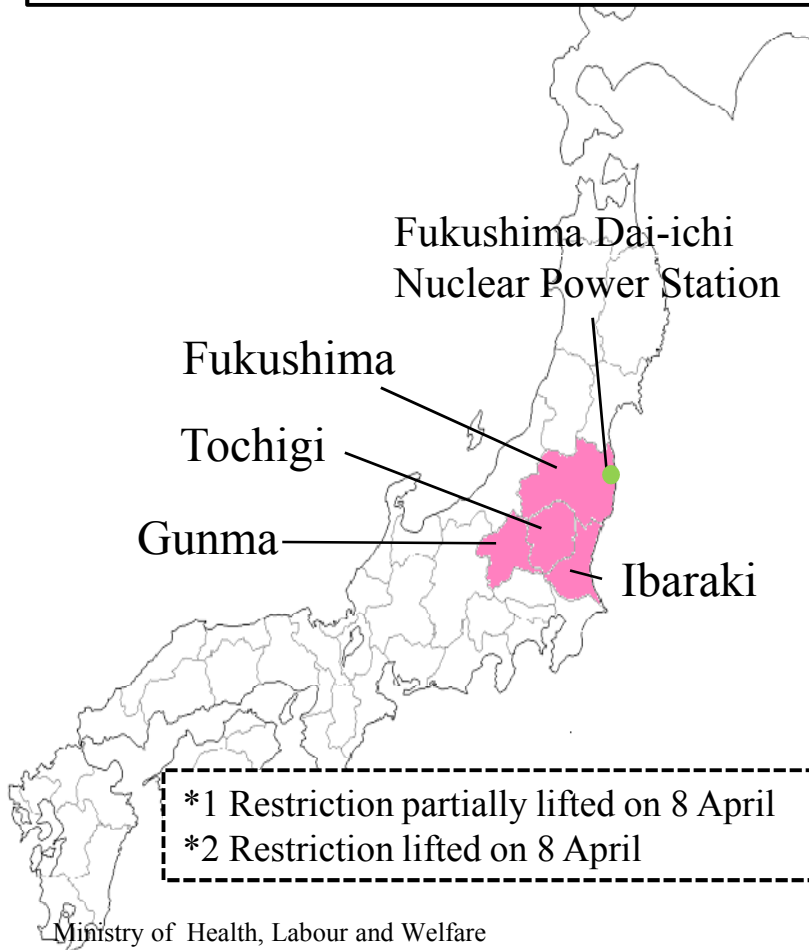 Fukushima Dai-ichi
Nuclear Power Station
Fukushima
Tochigi
Gunma
Ibaraki
*1 Restriction partially lifted on 8 April
*2 Restriction lifted on 8 April
Ministry of Health, Labour and Welfare